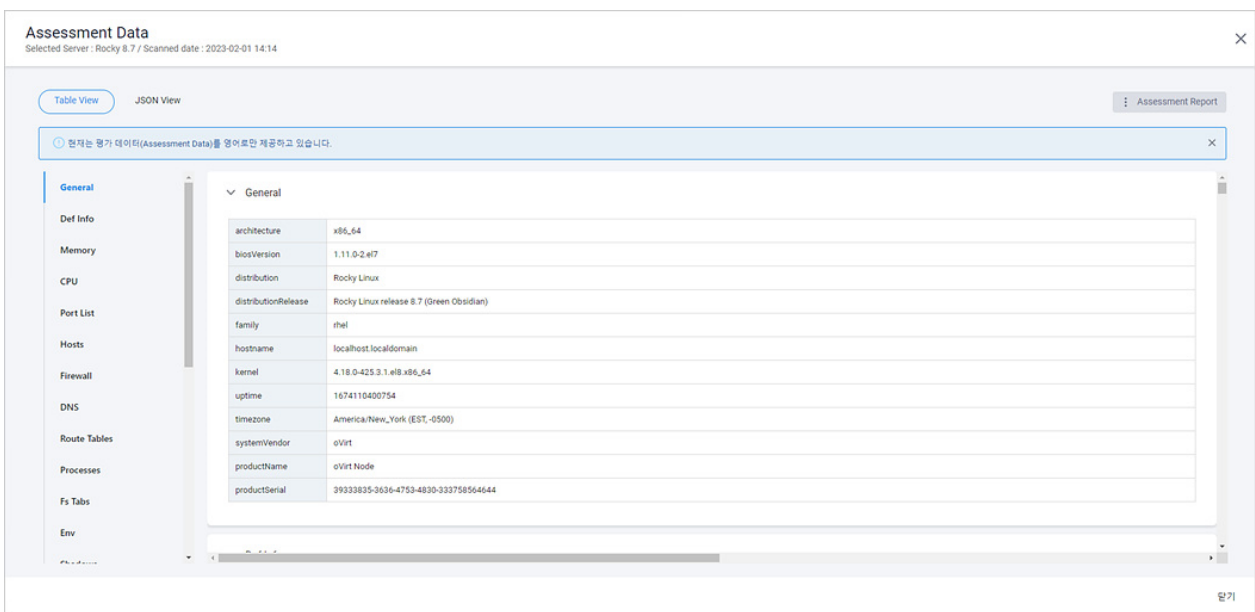 Assessment Data
Selected Server : Rocky 8.7 / Scanned date : 2023-02-01 14:14
Table View JSON View Assessment Report
현재는 평가 데이터(Assessment Data)를 영어로만 제공하고 있습니다.
General
Def Info
Memory
CPU
Port List
Hosts
Firewall
DNS
Route Tables
Processes
Fs Tabs
Env
General
architecture x86_64
biosVersion 1.11.0-2.el7
distribution Rocky Linux
distributionRelease Rocky Linux release 8.7 (Green Obsidian)
family rhel
hostname localhost.localdomain
kernel 4.18.0-425.3.1.el8.x86_64
uptime 1674110400754
timezone America/New_York (EST, -0500)
systemVendor oVirt
productName oVirt Node
productSerial 39333835-3636-4753-4830-333758564644
닫기